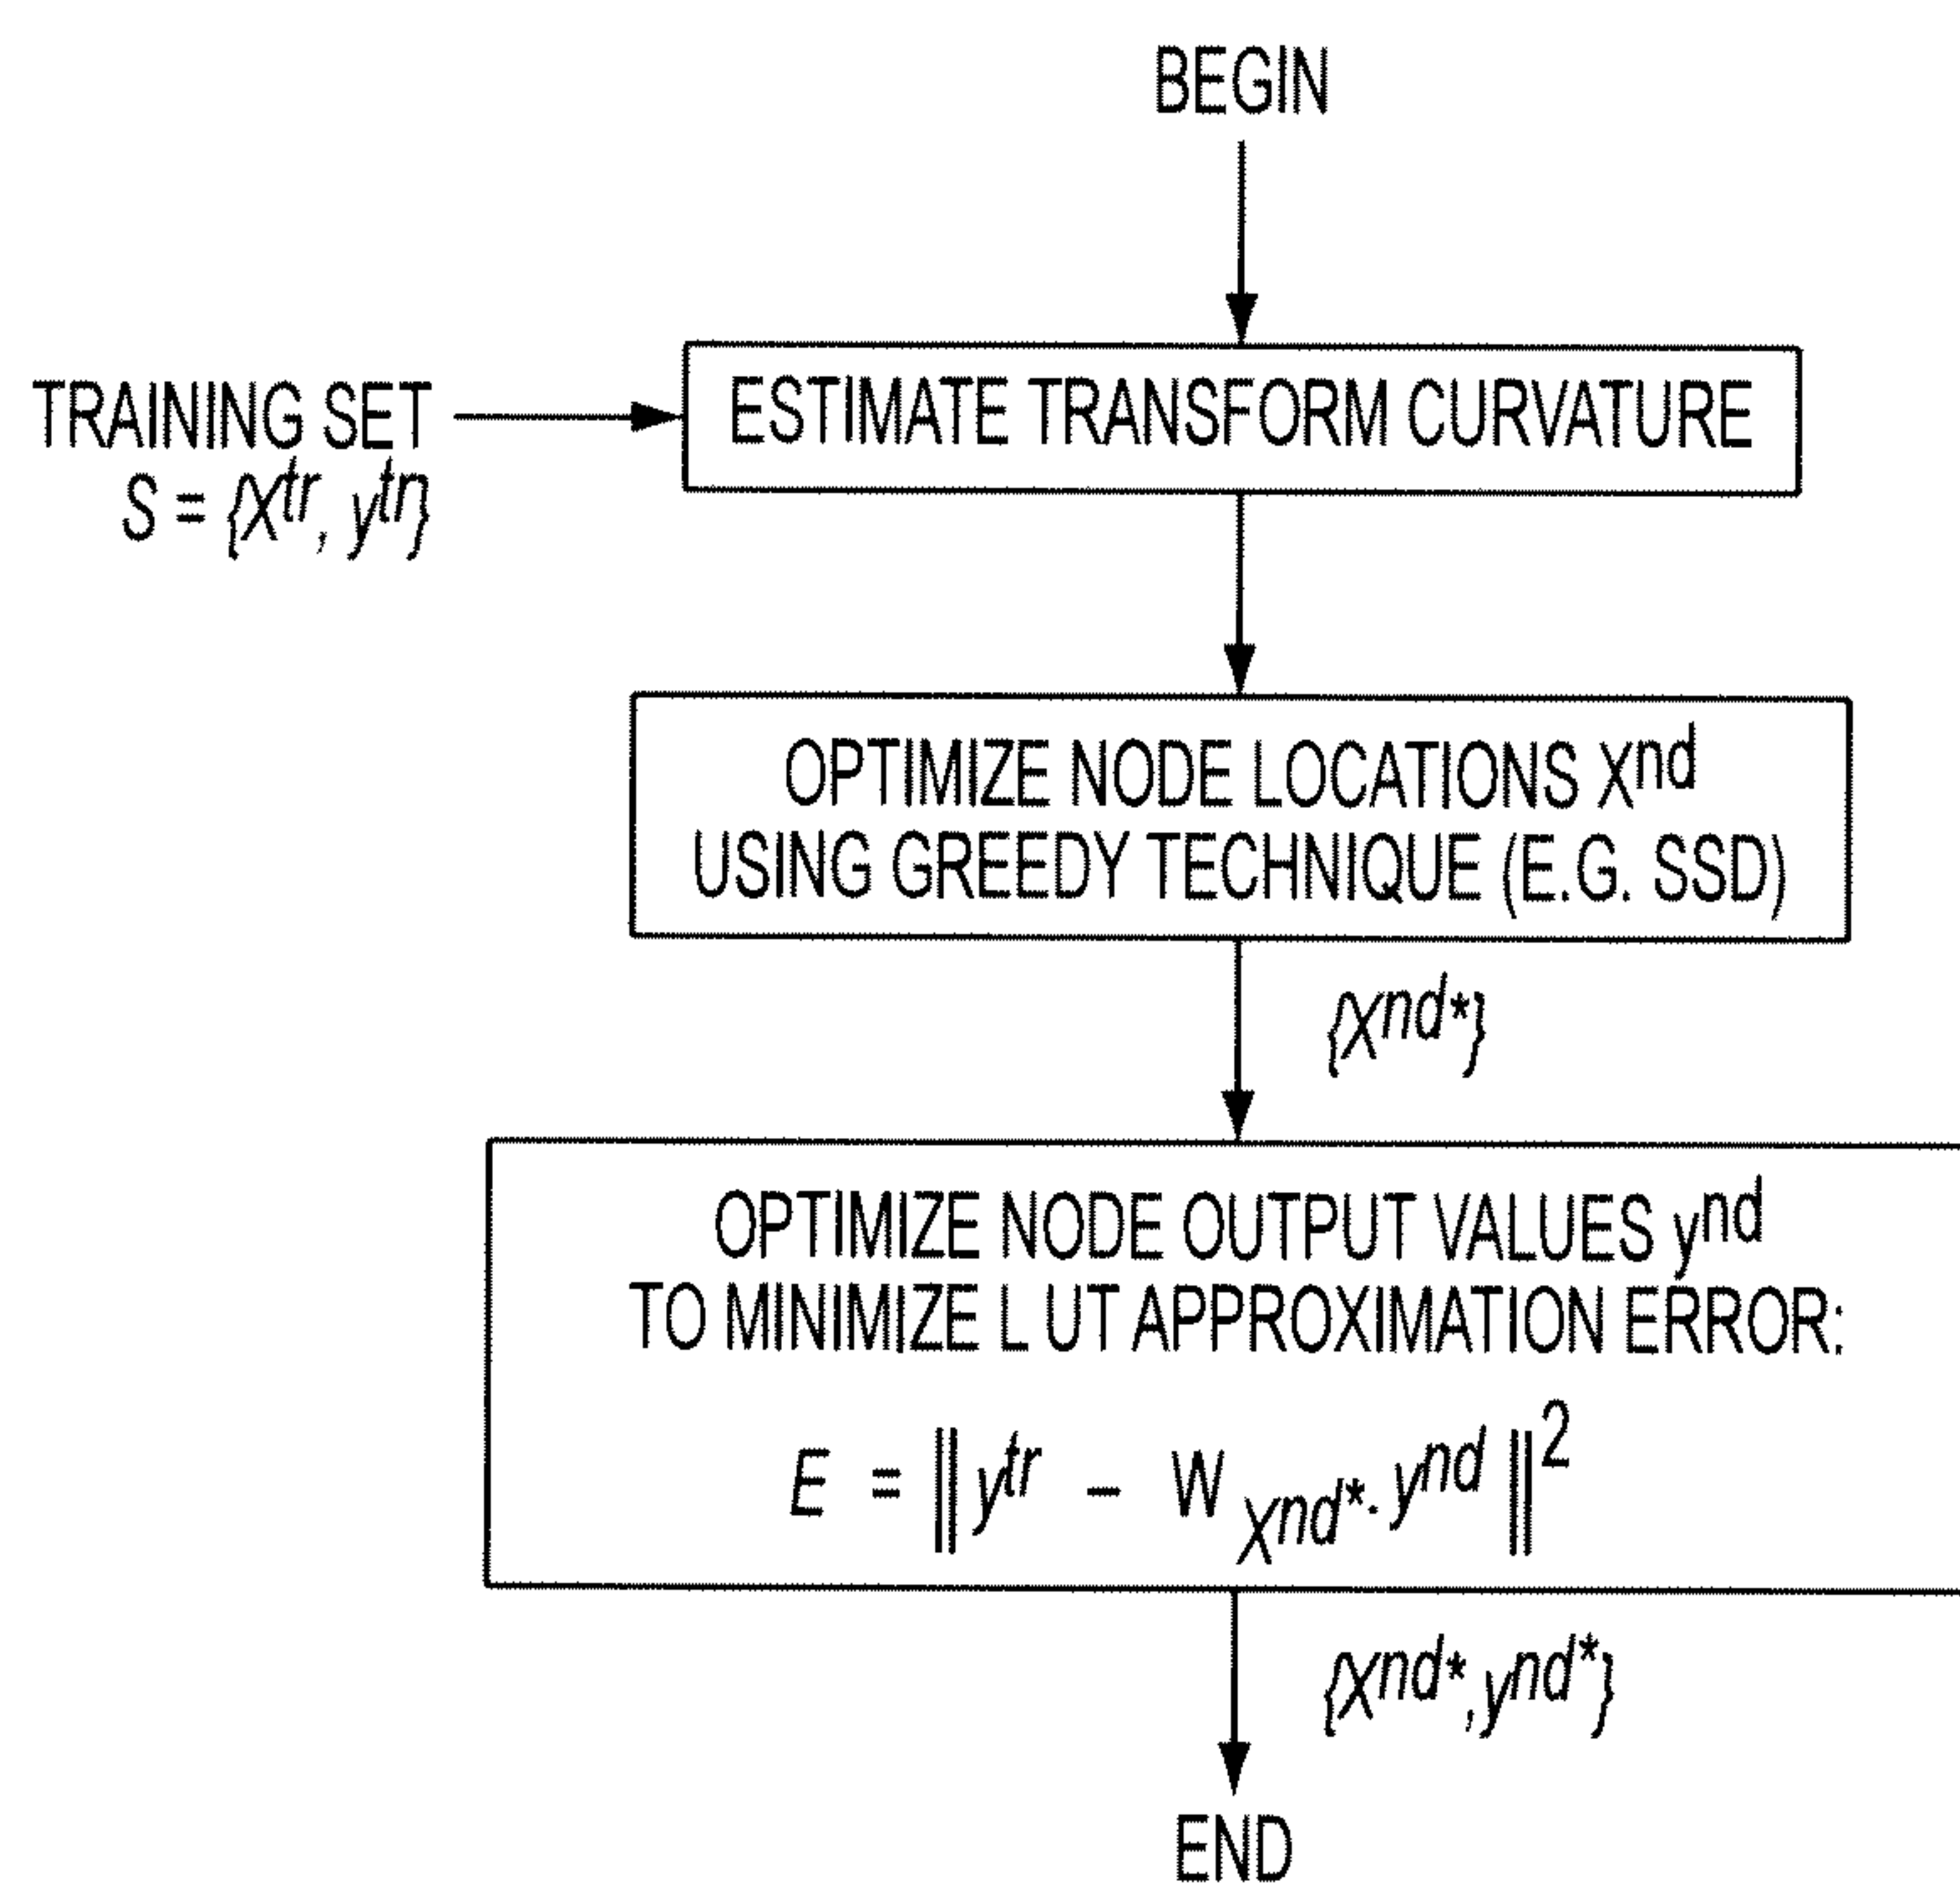 BEGIN
TRAINING SET
S = {X^tr, y^tr}
ESTIMATE TRANSFORM CURVATURE
OPTIMIZE NODE LOCATIONS X^nd
USING GREEDY TECHNIQUE (E.G. SSD)
{X^nd*}
OPTIMIZE NODE OUTPUT VALUES y^nd
TO MINIMIZE L UT APPROXIMATION ERROR:
E = || y^tr – W_X^nd* · y^nd ||^2
{X^nd*, y^nd*}
END